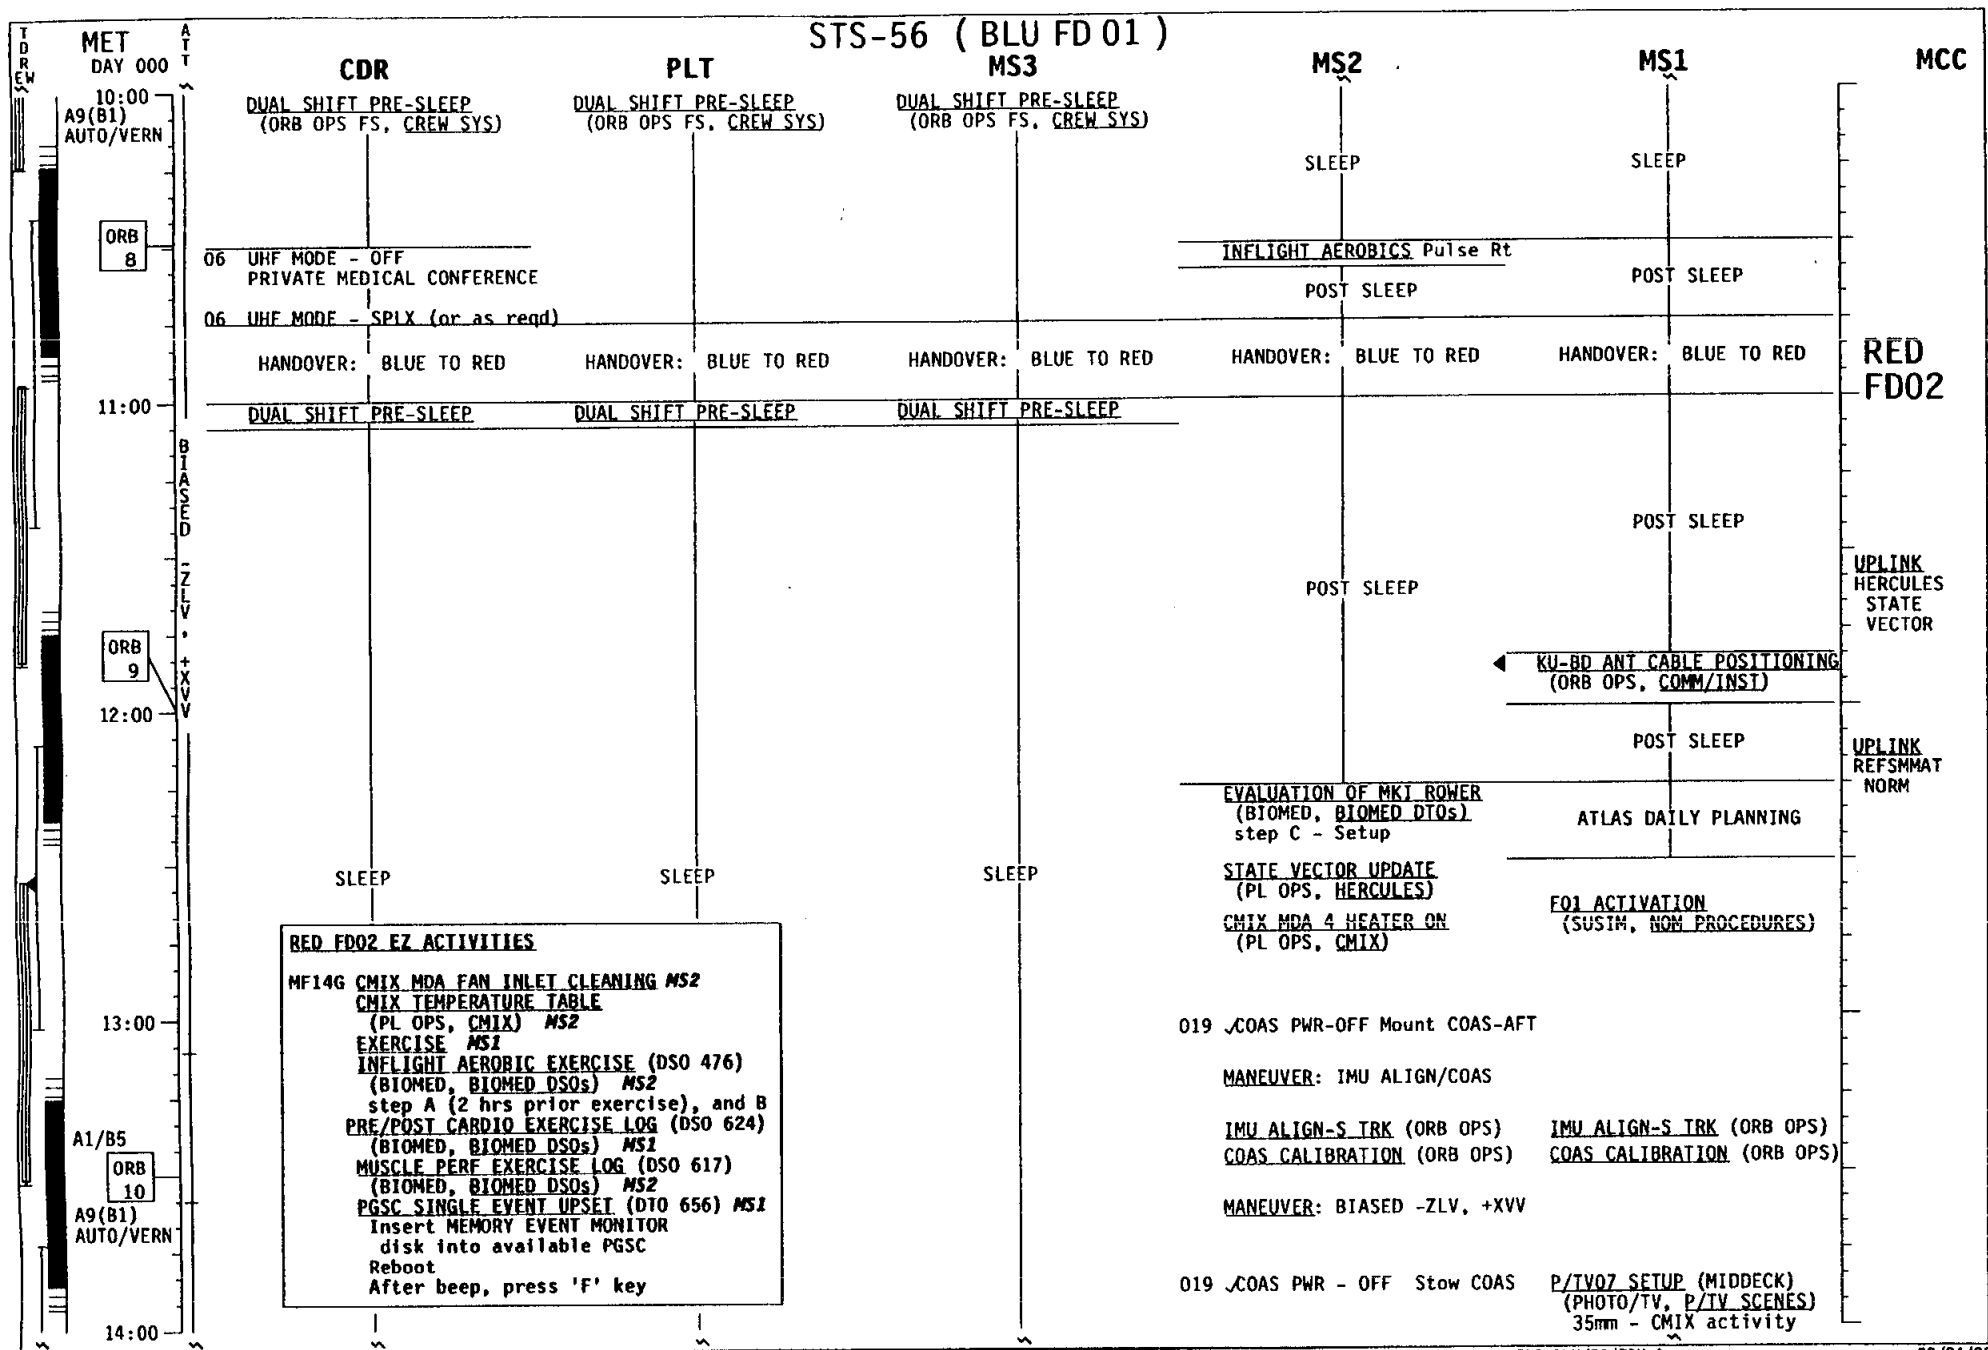 STS-56 ( BLU FD 01 )
TDRS EW
MET
DAY 000
ATT
CDR
PLT
MS3
MS2
MS1
MCC
10:00
A9(B1)
AUTO/VERN
DUAL SHIFT PRE-SLEEP
(ORB OPS FS, CREW SYS)
DUAL SHIFT PRE-SLEEP
(ORB OPS FS, CREW SYS)
DUAL SHIFT PRE-SLEEP
(ORB OPS FS, CREW SYS)
SLEEP
SLEEP
ORB
8
06 UHF MODE - OFF
PRIVATE MEDICAL CONFERENCE
06 UHF MODE - SPLX (or as reqd)
INFLIGHT AEROBICS Pulse Rt
POST SLEEP
POST SLEEP
HANDOVER: BLUE TO RED
HANDOVER: BLUE TO RED
HANDOVER: BLUE TO RED
HANDOVER: BLUE TO RED
HANDOVER: BLUE TO RED
RED
FD02
11:00
DUAL SHIFT PRE-SLEEP
DUAL SHIFT PRE-SLEEP
DUAL SHIFT PRE-SLEEP
BIASED -ZLV, +XVV
POST SLEEP
POST SLEEP
UPLINK
HERCULES
STATE
VECTOR
ORB
9
KU-BD ANT CABLE POSITIONING
(ORB OPS, COMM/INST)
12:00
POST SLEEP
UPLINK
REFSMMAT
NORM
EVALUATION OF MKI ROWER
(BIOMED, BIOMED DTOs)
step C - Setup
ATLAS DAILY PLANNING
SLEEP
SLEEP
SLEEP
STATE VECTOR UPDATE
(PL OPS, HERCULES)
CMIX MDA 4 HEATER ON
(PL OPS, CMIX)
FO1 ACTIVATION
(SUSIM, NOM PROCEDURES)
RED FD02 EZ ACTIVITIES
MF14G CMIX MDA FAN INLET CLEANING MS2
CMIX TEMPERATURE TABLE
(PL OPS, CMIX) MS2
EXERCISE MS1
INFLIGHT AEROBIC EXERCISE (DSO 476)
(BIOMED, BIOMED DSOs) MS2
step A (2 hrs prior exercise), and B
PRE/POST CARDIO EXERCISE LOG (DSO 624)
(BIOMED, BIOMED DSOs) MS1
MUSCLE PERF EXERCISE LOG (DSO 617)
(BIOMED, BIOMED DSOs) MS2
PGSC SINGLE EVENT UPSET (DTO 656) MS1
Insert MEMORY EVENT MONITOR
disk into available PGSC
Reboot
After beep, press 'F' key
13:00
019 √COAS PWR-OFF Mount COAS-AFT
MANEUVER: IMU ALIGN/COAS
A1/B5
ORB
10
A9(B1)
AUTO/VERN
IMU ALIGN-S TRK (ORB OPS)
COAS CALIBRATION (ORB OPS)
IMU ALIGN-S TRK (ORB OPS)
COAS CALIBRATION (ORB OPS)
MANEUVER: BIASED -ZLV, +XVV
019 √COAS PWR - OFF Stow COAS
P/TV07 SETUP (MIDDECK)
(PHOTO/TV, P/TV SCENES)
35mm - CMIX activity
14:00